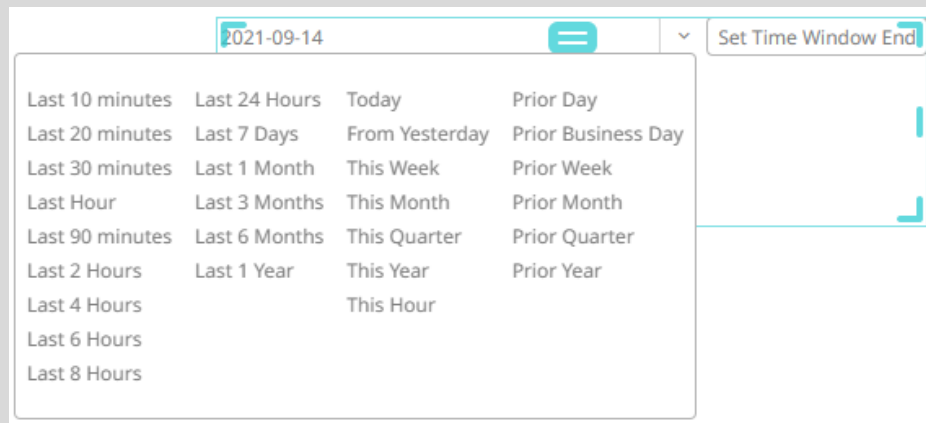 2021-09-14 Set Time Window End
Last 10 minutes Last 24 Hours Today Prior Day
Last 20 minutes Last 7 Days From Yesterday Prior Business Day
Last 30 minutes Last 1 Month This Week Prior Week
Last Hour Last 3 Months This Month Prior Month
Last 90 minutes Last 6 Months This Quarter Prior Quarter
Last 2 Hours Last 1 Year This Year Prior Year
Last 4 Hours This Hour
Last 6 Hours
Last 8 Hours